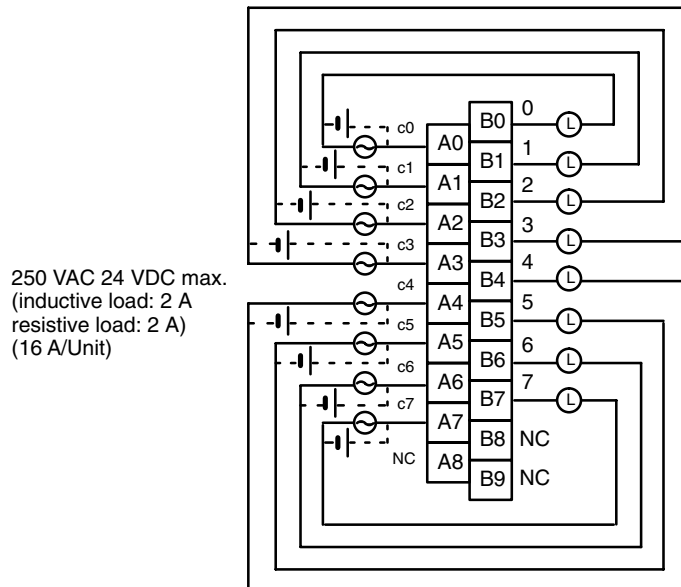 c0
c1
c2
c3
c4
c5
c6
c7
NC
A0
A1
A2
A3
A4
A5
A6
A7
A8
B0
B1
B2
B3
B4
B5
B6
B7
B8
B9
0
1
2
3
4
5
6
7
NC
NC
L
L
L
L
L
L
L
L
250 VAC 24 VDC max.
(inductive load: 2 A
resistive load: 2 A)
(16 A/Unit)